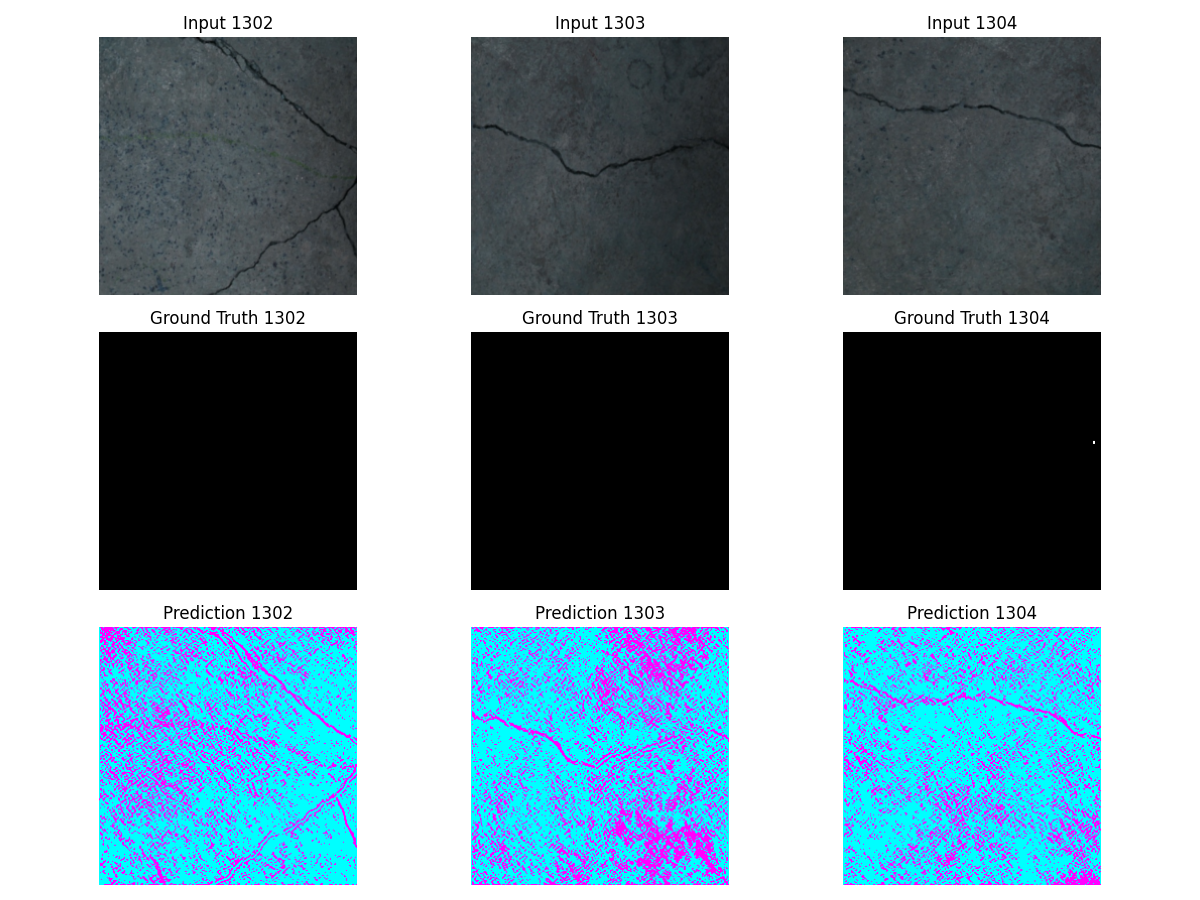 Input 1302
Input 1303
Input 1304
Ground Truth 1302
Ground Truth 1303
Ground Truth 1304
Prediction 1302
Prediction 1303
Prediction 1304